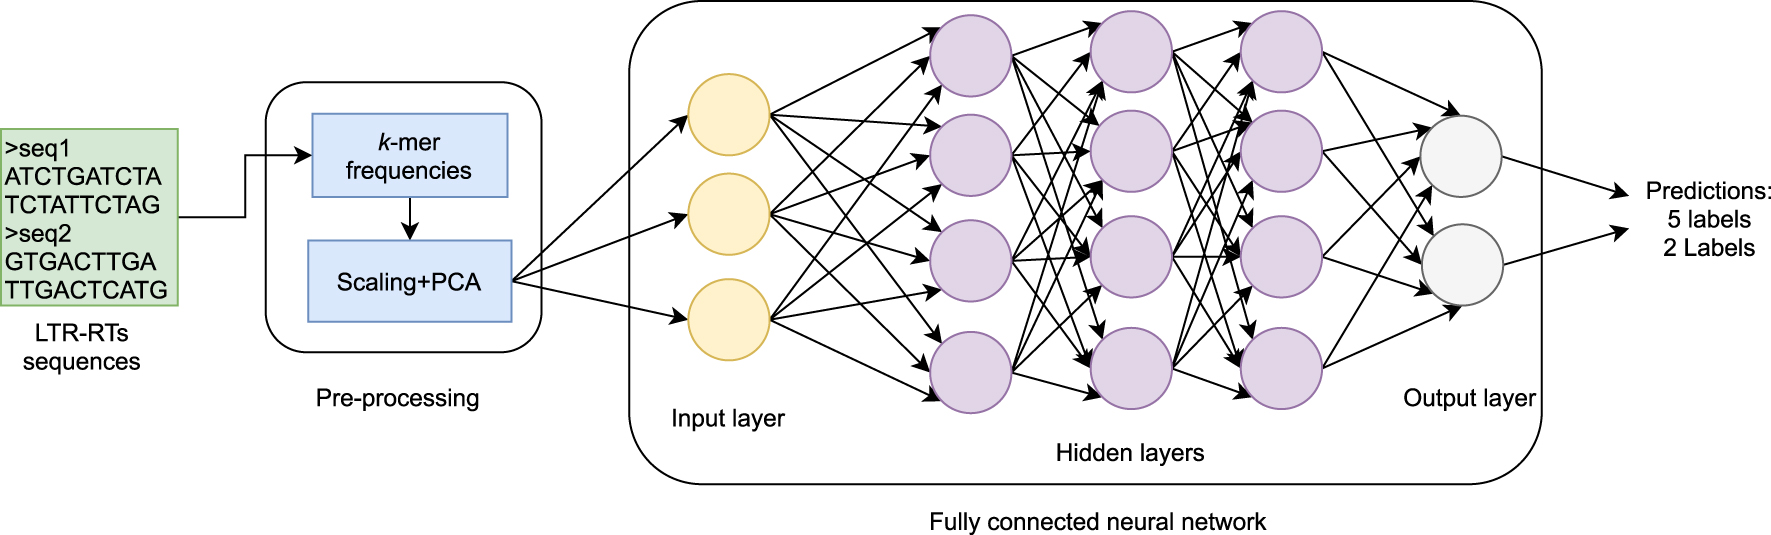 >seq1
ATCTGATCTA
TCTATTCTAG
>seq2
GTGACTTGA
TTGACTCATG
LTR-RTs
sequences
k-mer
frequencies
Scaling+PCA
Pre-processing
Input layer
Hidden layers
Output layer
Fully connected neural network
Predictions:
5 labels
2 Labels